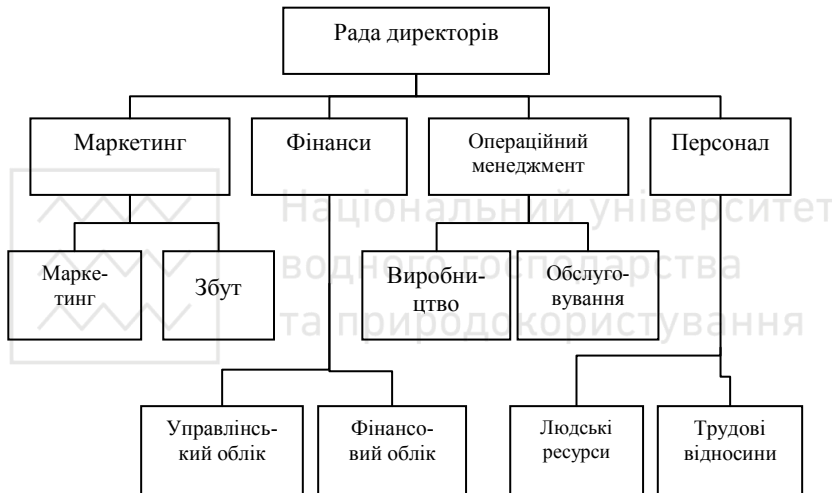 Рада директорів
Маркетинг
Фінанси
Операційний
менеджмент
Персонал
Національний університет
водного господарства
та природокористування
Марке-
тинг
Збут
Виробни-
цтво
Обслуго-
вування
Управлінсь-
кий облік
Фінансо-
вий облік
Людські
ресурси
Трудові
відносини